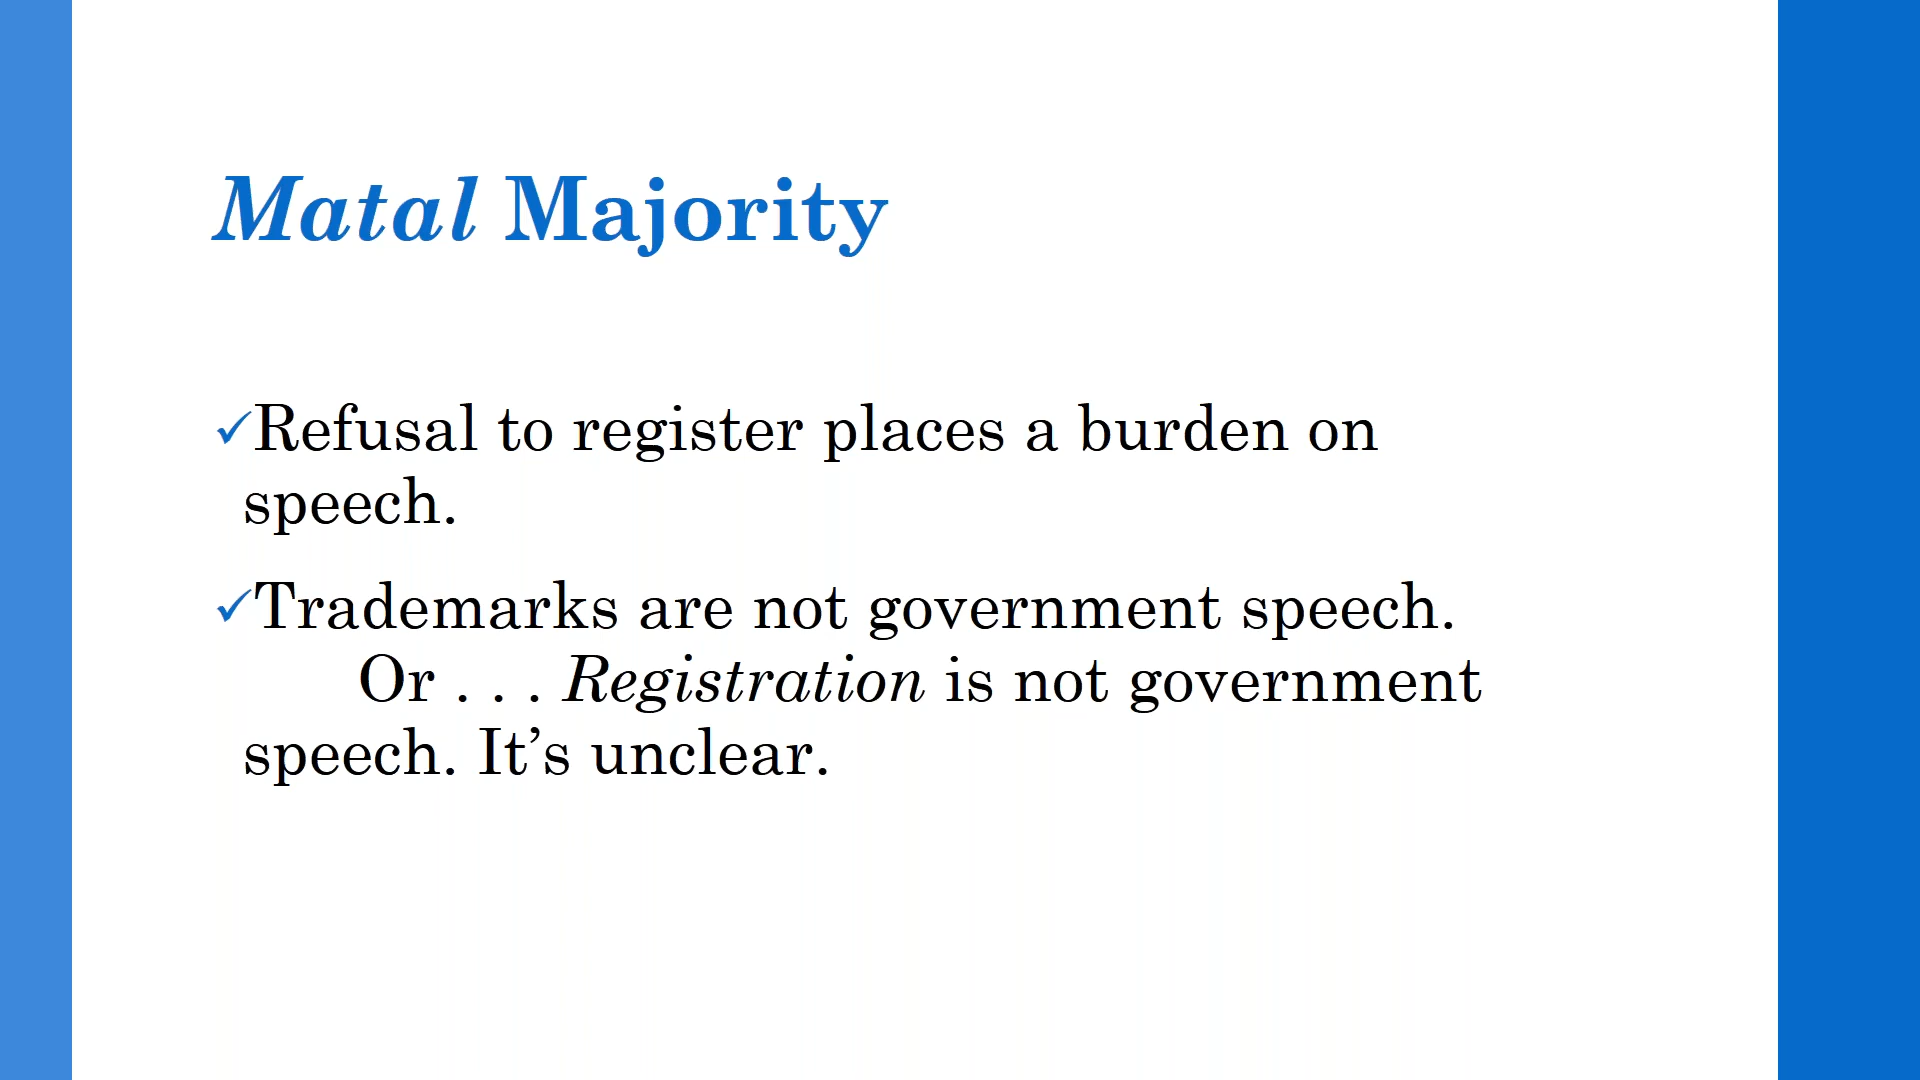 Matal Majority
✓Refusal to register places a burden on
speech.
✓Trademarks are not government speech.
Or . . . Registration is not government
speech. It’s unclear.